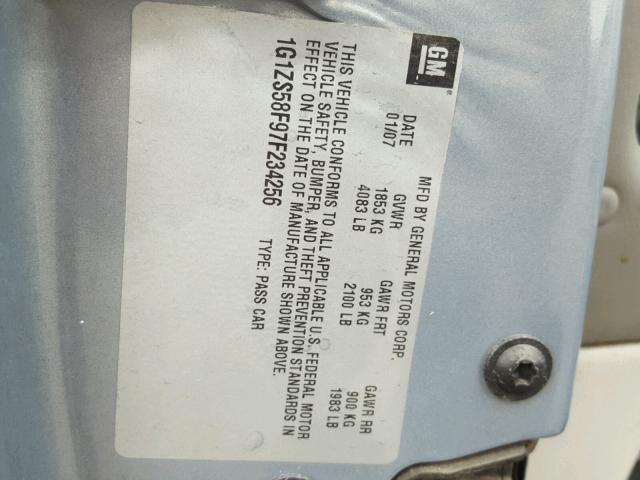 GM
®
MFD BY GENERAL MOTORS CORP.
DATE GVWR GAWR FRT GAWR RR
01/07 1853 KG 953 KG 900 KG
4083 LB 2100 LB 1983 LB
THIS VEHICLE CONFORMS TO ALL APPLICABLE U.S. FEDERAL MOTOR
VEHICLE SAFETY, BUMPER, AND THEFT PREVENTION STANDARDS IN
EFFECT ON THE DATE OF MANUFACTURE SHOWN ABOVE.
1G1ZS58F97F234256 TYPE: PASS CAR